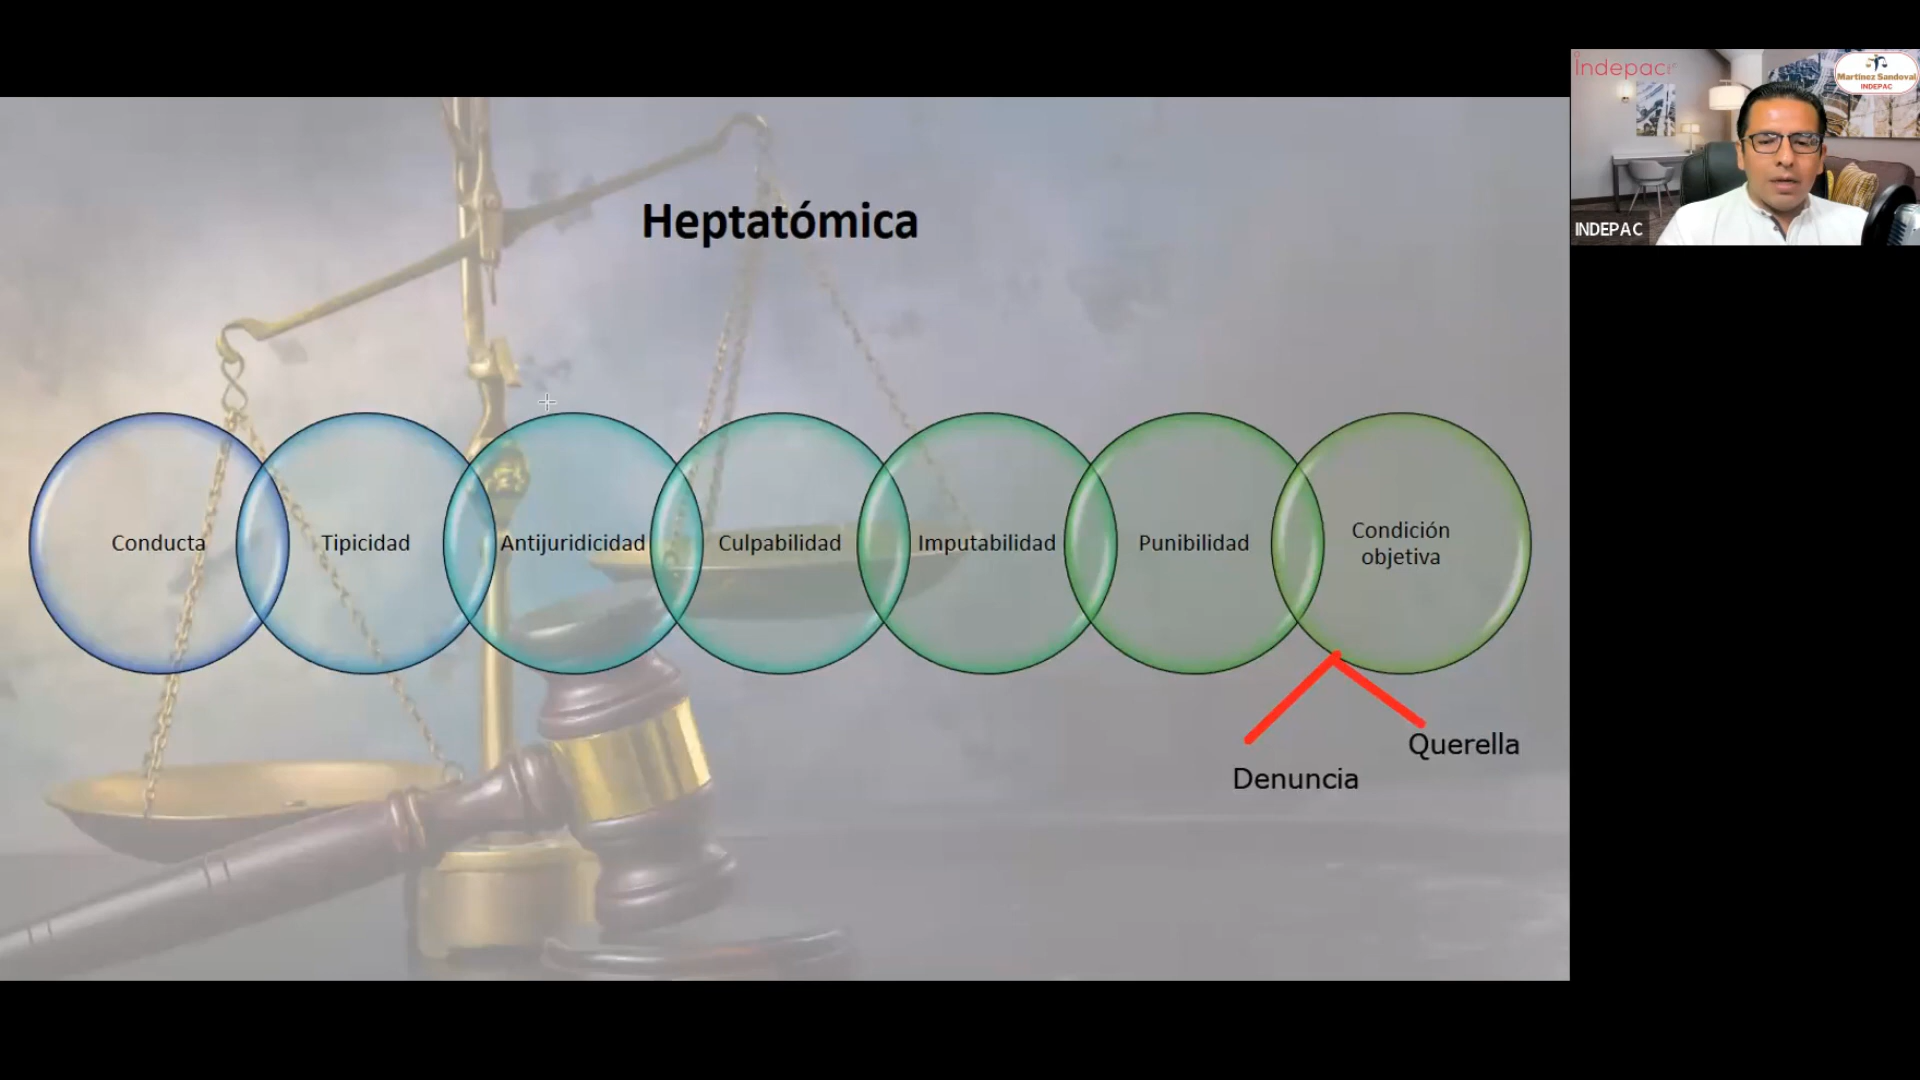 Indepac
Martínez Sandoval
INDEPAC
INDEPAC
Heptatómica
Conducta
Tipicidad
Antijuridicidad
Culpabilidad
Imputabilidad
Punibilidad
Condición
objetiva
Querella
Denuncia